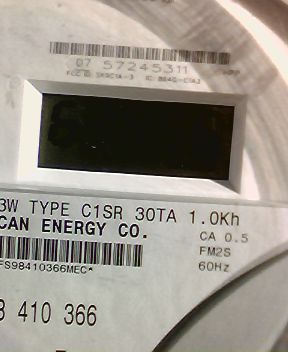 07 57245311
3W TYPE C1SR 30TA 1.0Kh
CAN ENERGY CO.
CA 0.5
FM2S
FS98410366MEC*
60Hz
8 410 366